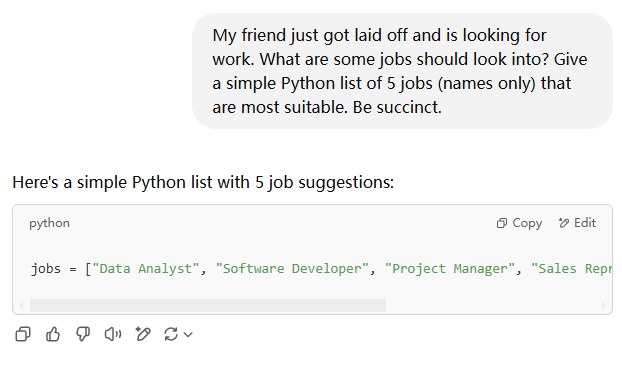 My friend just got laid off and is looking for
work. What are some jobs should look into? Give
a simple Python list of 5 jobs (names only) that
are most suitable. Be succinct.
Here's a simple Python list with 5 job suggestions:
python Copy Edit
jobs = ["Data Analyst", "Software Developer", "Project Manager", "Sales Repr